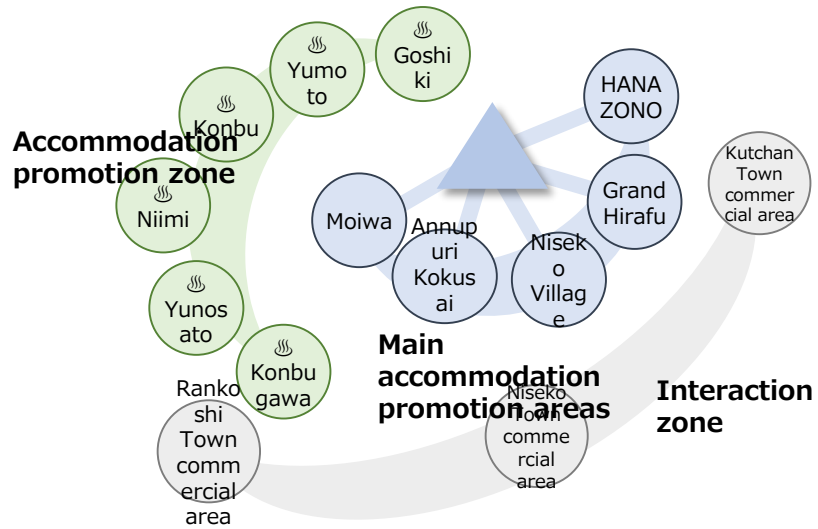 ♨
Goshi
ki
♨
Yumo
to
♨
Konbu
Accommodation
promotion zone
♨
Niimi
♨
Yunos
ato
♨
Konbu
gawa
HANA
ZONO
Grand
Hirafu
Nisek
o
Villag
e
Annup
uri
Kokus
ai
Moiwa
Main
accommodation
promotion areas
Kutchan
Town
commer
cial area
Interaction
zone
Niseko
Town
comme
rcial
area
Ranko
shi
Town
comm
ercial
area